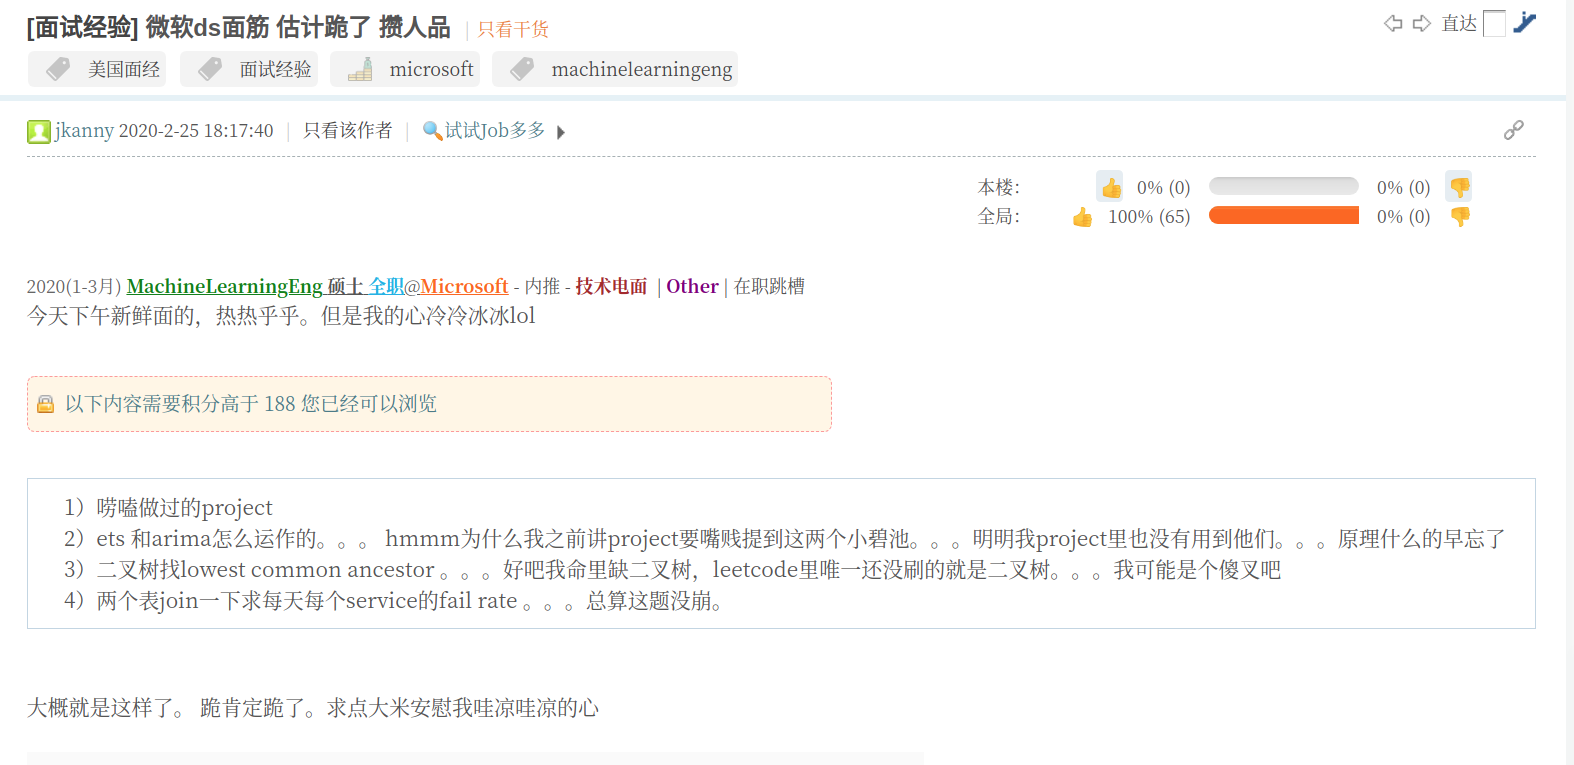 [面试经验] 微软ds面筋 估计跪了 攒人品 | 只看干货
直达
美国面经 面试经验 microsoft machinelearningeng
jkanny 2020-2-25 18:17:40 | 只看该作者 | 试试Job多多
本楼： 0% (0) 0% (0)
全局： 100% (65) 0% (0)
2020(1-3月) MachineLearningEng 硕士 全职@Microsoft - 内推 - 技术电面 | Other | 在职跳槽
今天下午新鲜面的，热热乎乎。但是我的心冷冷冰冰lol
以下内容需要积分高于 188 您已经可以浏览
1）唠嗑做过的project
2）ets 和arima怎么运作的。。。 hmmm为什么我之前讲project要嘴贱提到这两个小碧池。。。明明我project里也没有用到他们。。。原理什么的早忘了
3）二叉树找lowest common ancestor 。。。好吧我命里缺二叉树，leetcode里唯一还没刷的就是二叉树。。。我可能是个傻叉吧
4）两个表join一下求每天每个service的fail rate 。。。总算这题没崩。
大概就是这样了。 跪肯定跪了。求点大米安慰我哇凉哇凉的心